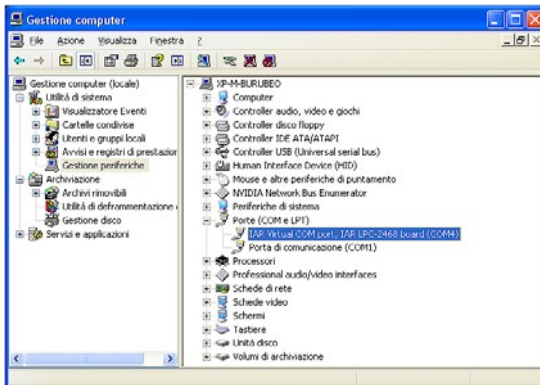 Gestione computer
File Azione Visualizza Finestra ?
Gestione computer (locale)
Utilità di sistema
Visualizzatore Eventi
Cartelle condivise
Utenti e gruppi locali
Avvisi e registri di prestazior
Gestione periferiche
Archiviazione
Archivi rimovibili
Utilità di deframmentazione
Gestione disco
Servizi e applicazioni
XP-M-BURUBEO
Computer
Controller audio, video e giochi
Controller disco floppy
Controller IDE ATA/ATAPI
Controller USB (Universal serial bus)
Human Interface Device (HID)
Mouse e altre periferiche di puntamento
NVIDIA Network Bus Enumerator
Periferiche di sistema
Porte (COM e LPT)
IAR Virtual COM port, IAR LPC-2468 board (COM4)
Porta di comunicazione (COM1)
Processori
Professional audio/video interfaces
Schede di rete
Schede video
Schermi
Tastiere
Unità disco
Volumi di archiviazione